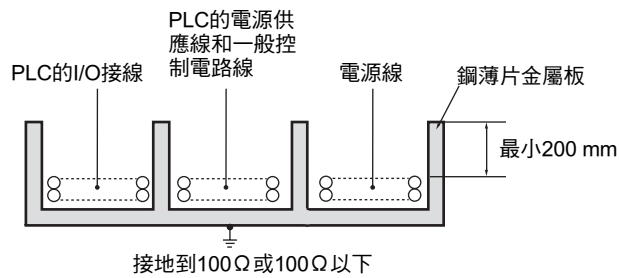 PLC的電源供
應線和一般控
制電路線
PLC的I/O接線
電源線
鋼薄片金屬板
最小200 mm
接地到100Ω或100Ω以下